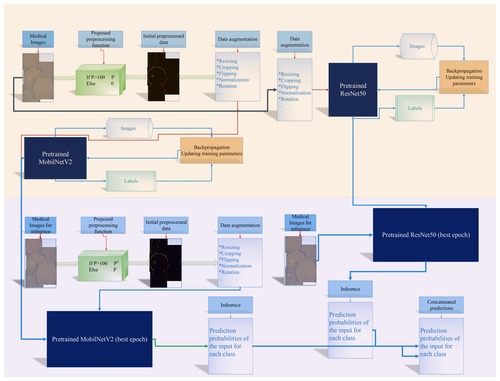 Medical
Images
Proposed
preprocessing
function
Initial preprocessed
data
Data augmentation
Data
augmentation
If P>100 P
Else 0
*Resizing
*Cropping
*Flipping
*Normalization
*Rotation
*Resizing
*Cropping
*Flipping
*Normalization
*Rotation
Pretrained
ResNet50
Images
Backpropagation
Updating training
parameters
Labels
Pretrained
MobilNetV2
Images
Backpropagation
Updating training parameters
Labels
Medical
Images for
inference
Proposed
preprocessing
function
Initial preprocessed
data
Data augmentation
If P>100
Else P
*Resizing
*Cropping
*Flipping
*Normalization
*Rotation
Medical
Images for
inference
Pretrained ResNet50 (best epoch)
Pretrained MobilNetV2 (best epoch)
Inference
Prediction
probabilities of
the input for
each class
Inference
Prediction
probabilities of
the input for
each class
Concatenated
predictions
Prediction
probabilities of
the input for
each class